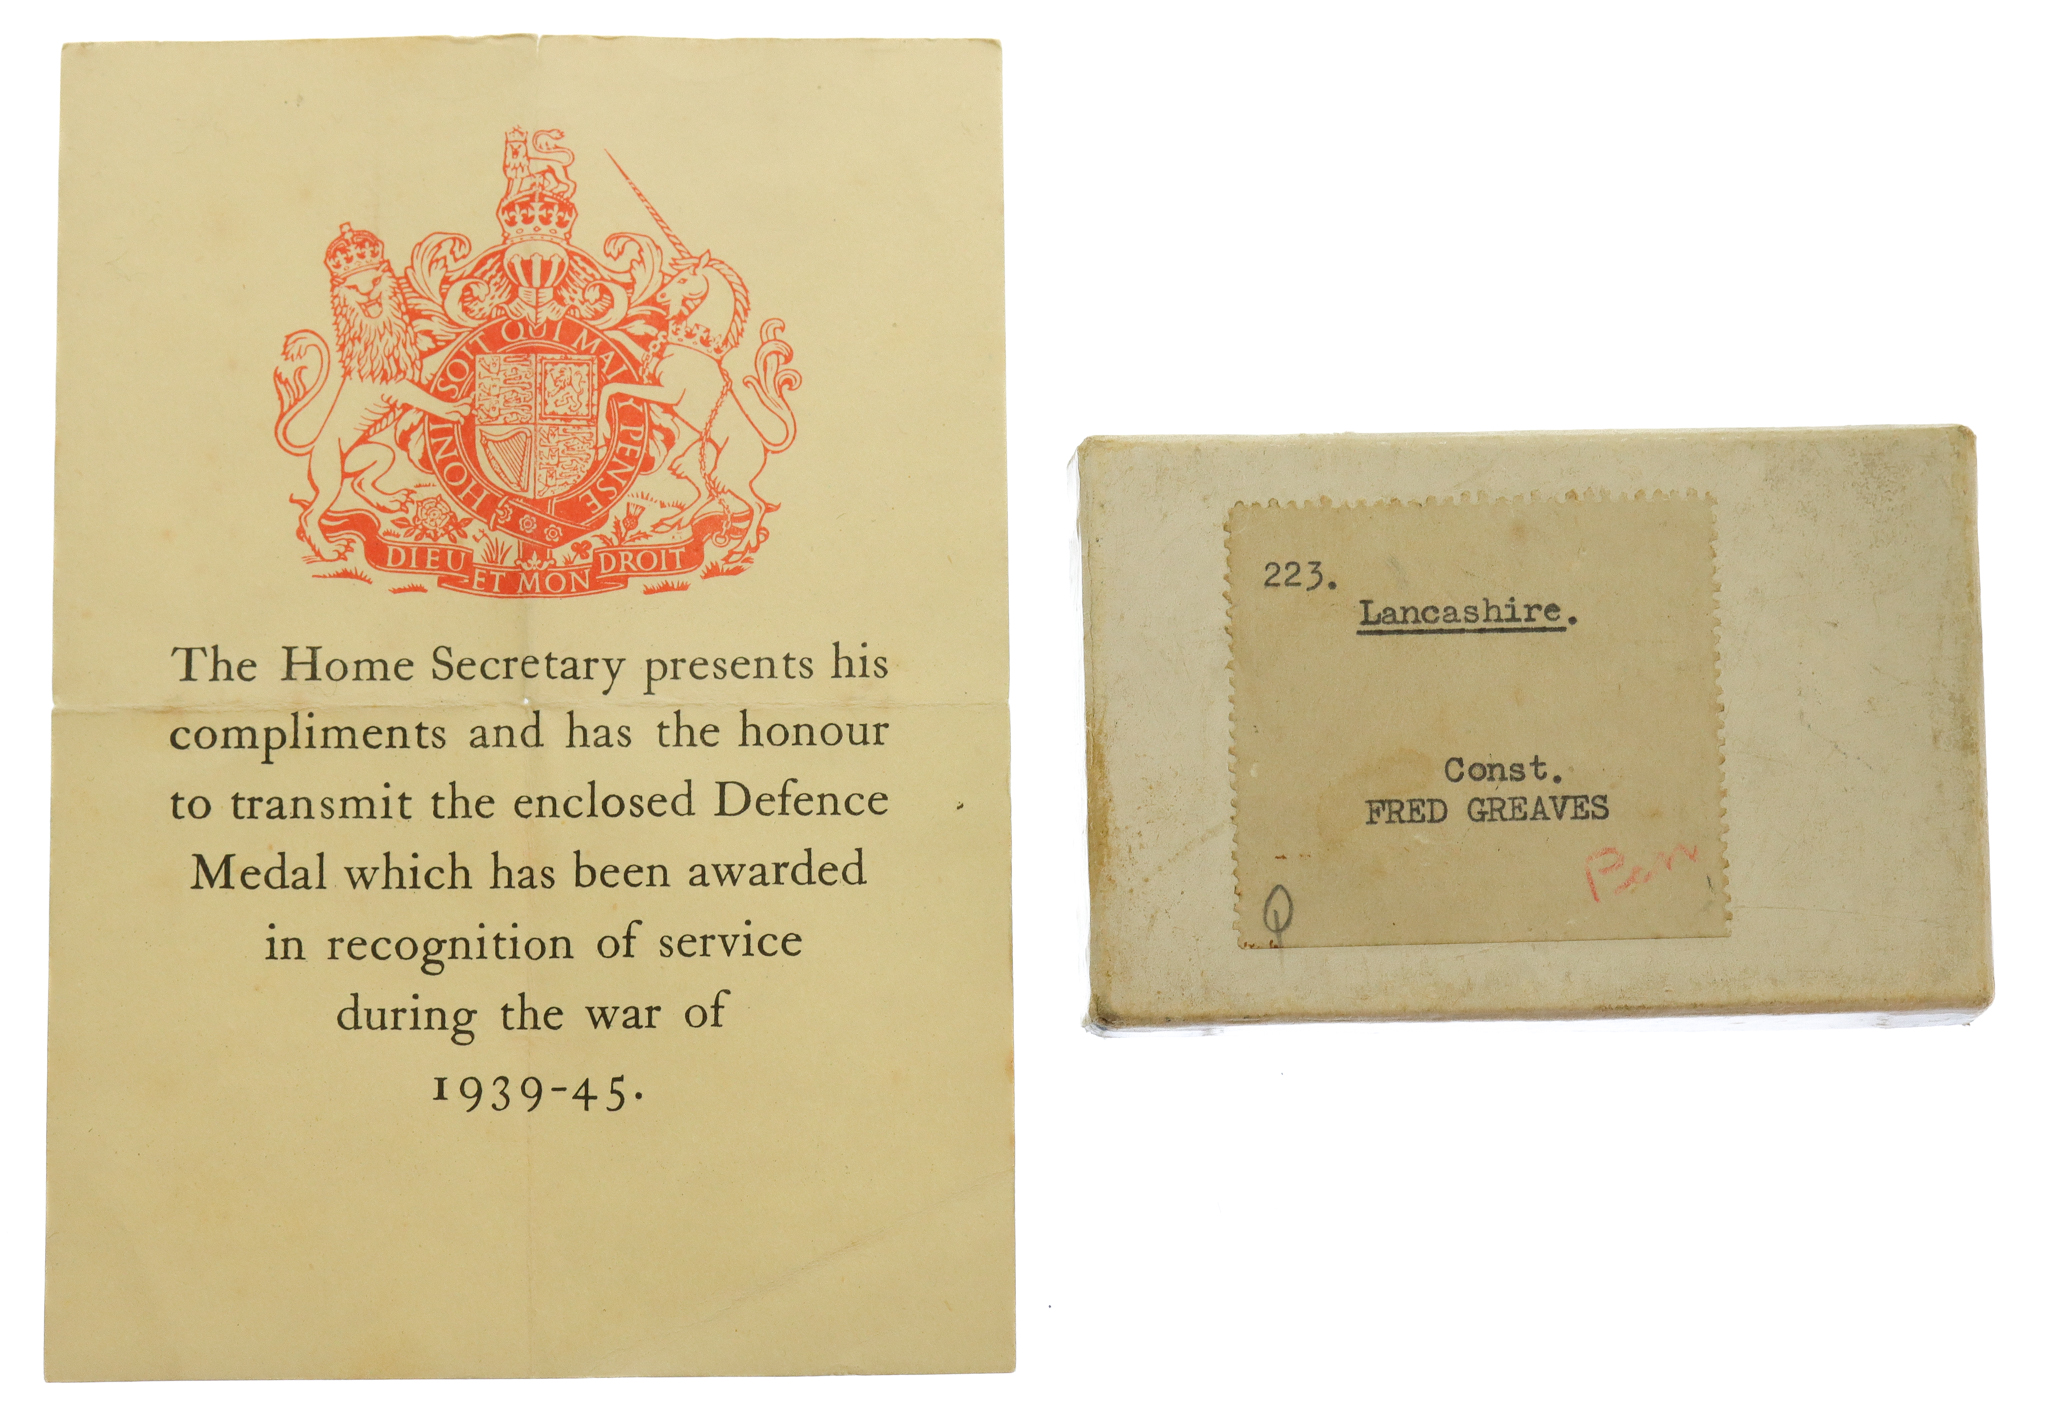 HONI SOIT QUI MAL Y PENSE
DIEU ET MON DROIT
The Home Secretary presents his
compliments and has the honour
to transmit the enclosed Defence
Medal which has been awarded
in recognition of service
during the war of
1939-45.
223.
Lancashire.
Const.
FRED GREAVES